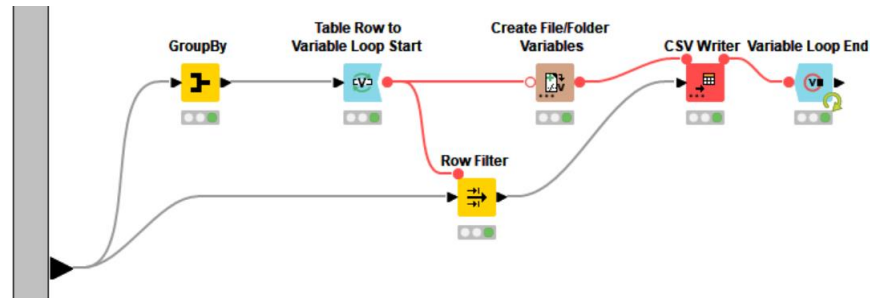 GroupBy
Table Row to
Variable Loop Start
Create File/Folder
Variables
CSV Writer
Variable Loop End
Row Filter